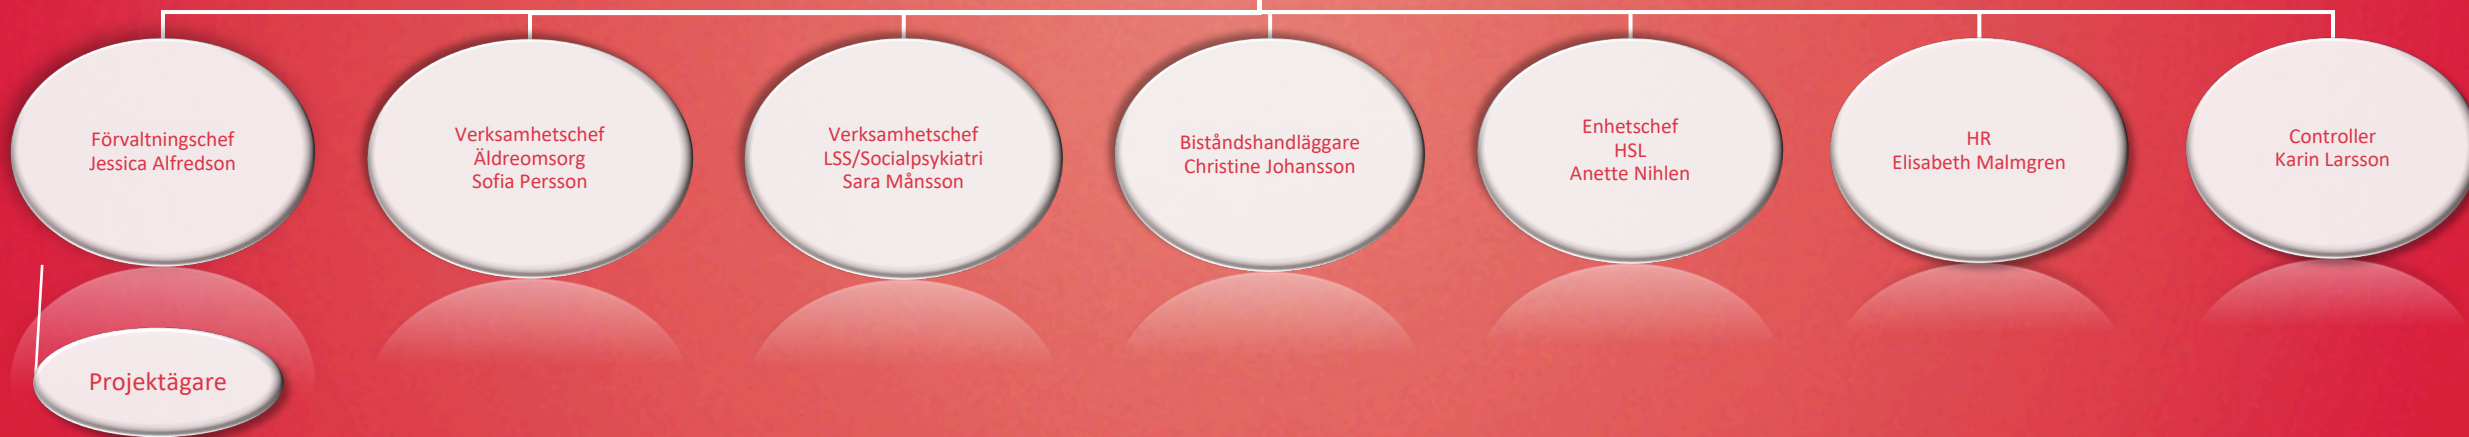 Förvaltningschef
Jessica Alfredson
Verksamhetschef
Äldreomsorg
Sofia Persson
Verksamhetschef
LSS/Socialpsykiatri
Sara Månsson
Biståndshandläggare
Christine Johansson
Enhetschef
HSL
Anette Nihlen
HR
Elisabeth Malmgren
Controller
Karin Larsson
Projektägare